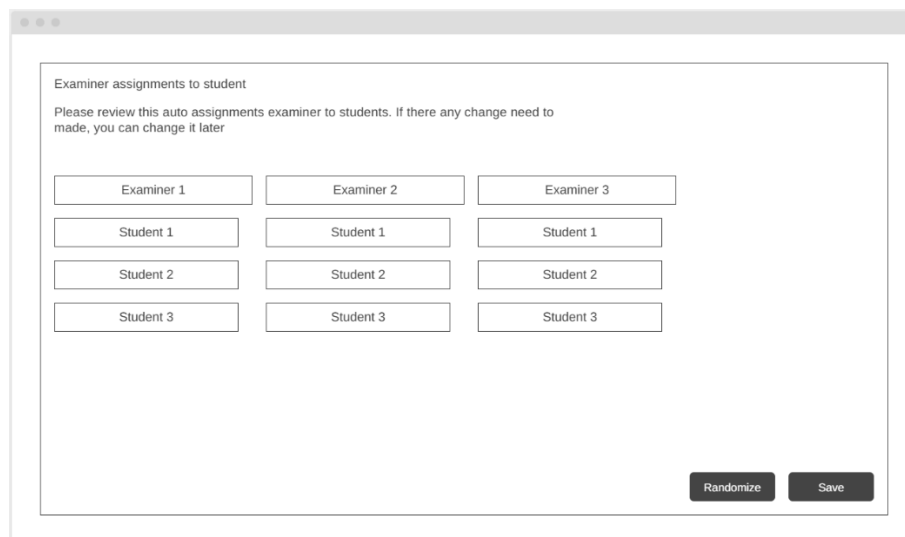 Examiner assignments to student
Please review this auto assignments examiner to students. If there any change need to
made, you can change it later
Examiner 1 Examiner 2 Examiner 3
Student 1 Student 1 Student 1
Student 2 Student 2 Student 2
Student 3 Student 3 Student 3
Randomize Save